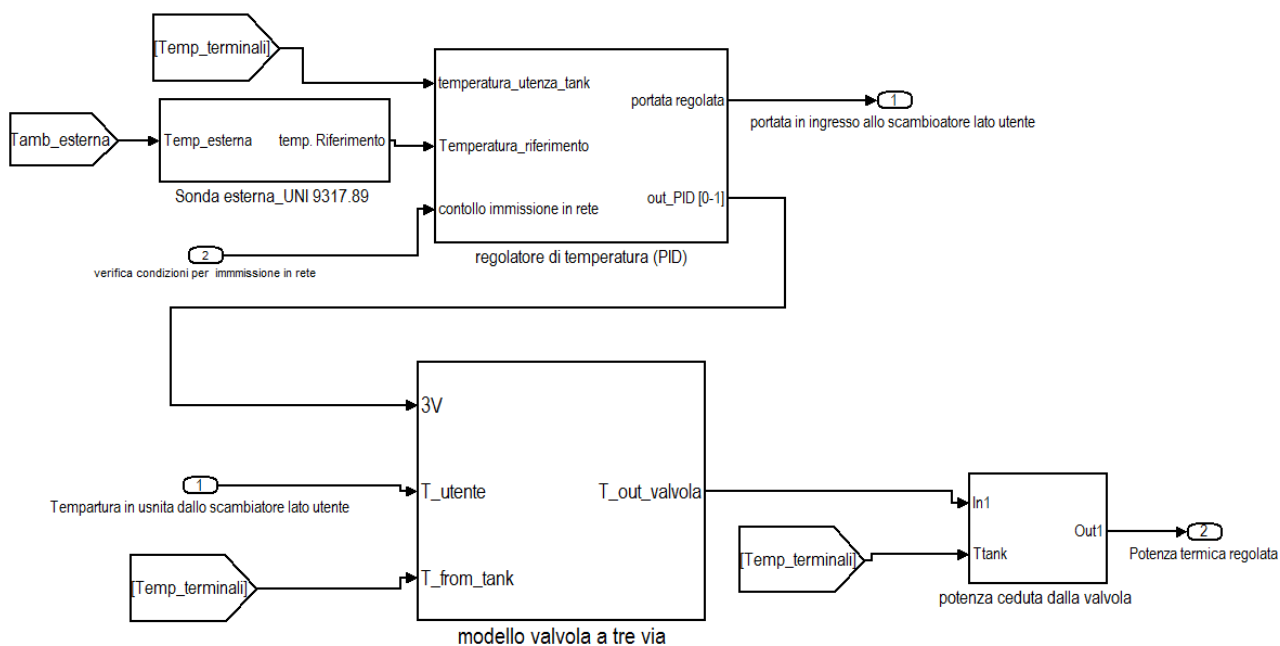 [Temp_terminali]
temperatura_utenza_tank
portata regolata
1
portata in ingresso allo scambioatore lato utente
Tamb_esterna
Temp_esterna
temp. Riferimento
Temperatura_riferimento
Sonda esterna_UNI 9317.89
out_PID [0-1]
contollo immissione in rete
2
verifica condizioni per immmissione in rete
regolatore di temperatura (PID)
3V
1
T_utente
T_out_valvola
Tempartura in usnita dallo scambiatore lato utente
In1
Out1
2
Ttank
Potenza termica regolata
[Temp_terminali]
[Temp_terminali]
T_from_tank
potenza ceduta dalla valvola
modello valvola a tre via